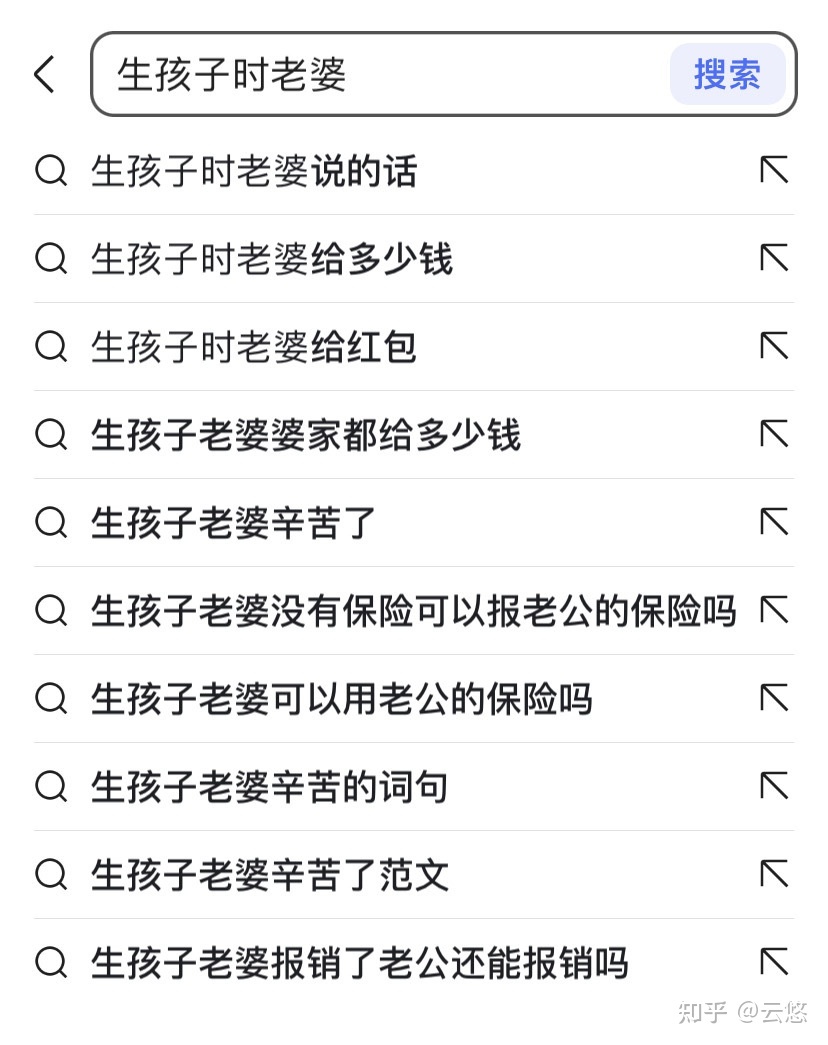 生孩子时老婆 搜索
生孩子时老婆说的话
生孩子时老婆给多少钱
生孩子时老婆给红包
生孩子老婆婆家都给多少钱
生孩子老婆辛苦了
生孩子老婆没有保险可以报老公的保险吗
生孩子老婆可以用老公的保险吗
生孩子老婆辛苦的词句
生孩子老婆辛苦了范文
生孩子老婆报销了老公还能报销吗
知乎 @云悠